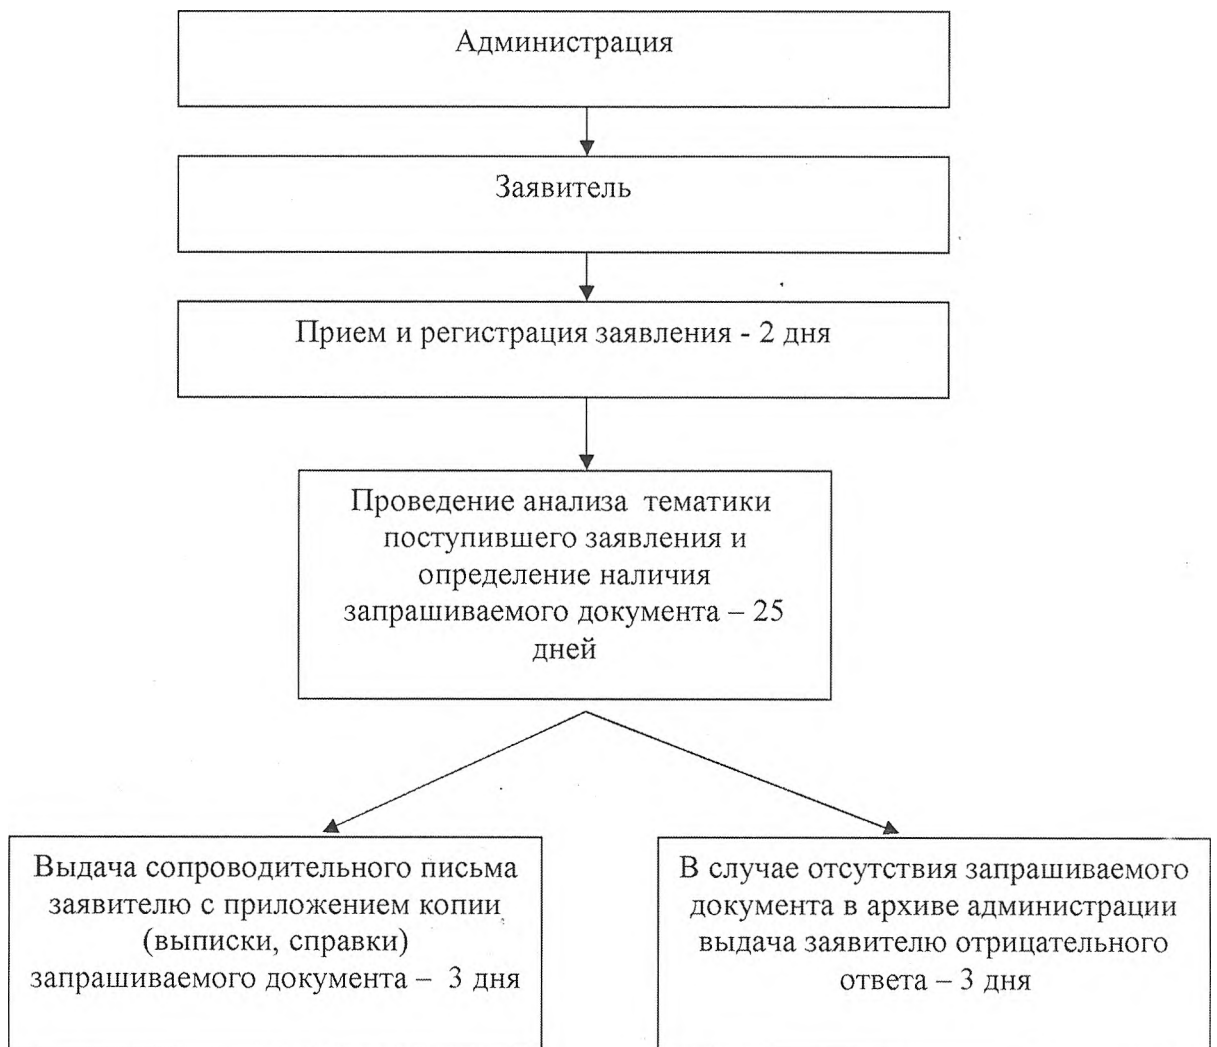 Администрация
Заявитель
Прием и регистрация заявления - 2 дня
Проведение анализа тематики
поступившего заявления и
определение наличия
запрашиваемого документа – 25
дней
Выдача сопроводительного письма
заявителю с приложением копии
(выписки, справки)
запрашиваемого документа – 3 дня
В случае отсутствия запрашиваемого
документа в архиве администрации
выдача заявителю отрицательного
ответа – 3 дня